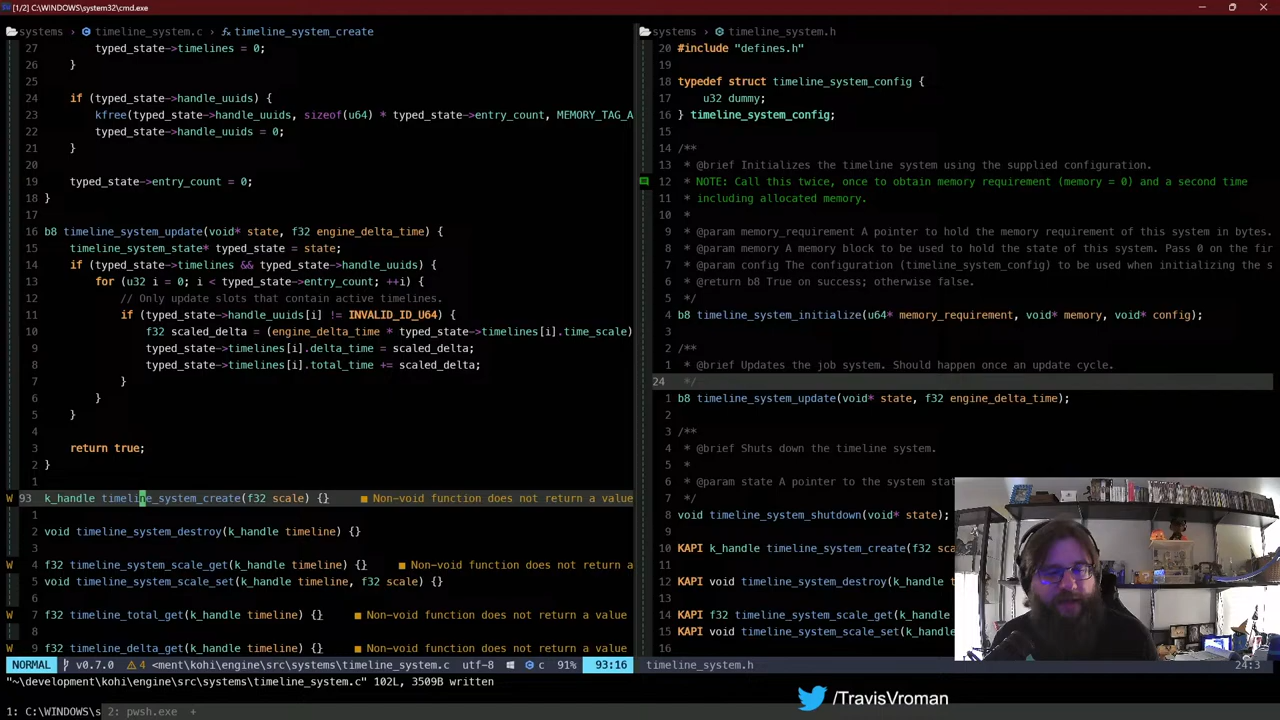 [1/2] C:\WINDOWS\system32\cmd.exe
systems > timeline_system.c > timeline_system_create
27 typed_state->timelines = 0;
26 }
25
24 if (typed_state->handle_uuids) {
23 kfree(typed_state->handle_uuids, sizeof(u64) * typed_state->entry_count, MEMORY_TAG_A
22 typed_state->handle_uuids = 0;
21 }
20
19 typed_state->entry_count = 0;
18 }
17
16 b8 timeline_system_update(void* state, f32 engine_delta_time) {
15 timeline_system_state* typed_state = state;
14 if (typed_state->timelines && typed_state->handle_uuids) {
13 for (u32 i = 0; i < typed_state->entry_count; ++i) {
12 // Only update slots that contain active timelines.
11 if (typed_state->handle_uuids[i] != INVALID_ID_U64) {
10 f32 scaled_delta = (engine_delta_time * typed_state->timelines[i].time_scale)
9 typed_state->timelines[i].delta_time = scaled_delta;
8 typed_state->timelines[i].total_time += scaled_delta;
7 }
6 }
5 }
4
3 return true;
2 }
1
W 93 k_handle timeline_system_create(f32 scale) {} ■ Non-void function does not return a value
1
2 void timeline_system_destroy(k_handle timeline) {}
3
W 4 f32 timeline_system_scale_get(k_handle timeline) {} ■ Non-void function does not return a
5 void timeline_system_scale_set(k_handle timeline, f32 scale) {}
6
W 7 f32 timeline_total_get(k_handle timeline) {} ■ Non-void function does not return a value
8
W 9 f32 timeline_delta_get(k_handle timeline) {} ■ Non-void function does not return a value
NORMAL v0.7.0 4 <ment\kohi\engine\src\systems\timeline_system.c utf-8 c 91% 93:16
"~\development\kohi\engine\src\systems\timeline_system.c" 102L, 3509B written
1: C:\WINDOWS\s 2: pwsh.exe +
systems > timeline_system.h
20 #include "defines.h"
19
18 typedef struct timeline_system_config {
17 u32 dummy;
16 } timeline_system_config;
15
14 /**
13 * @brief Initializes the timeline system using the supplied configuration.
12 * NOTE: Call this twice, once to obtain memory requirement (memory = 0) and a second time
11 * including allocated memory.
10 *
9 * @param memory_requirement A pointer to hold the memory requirement of this system in bytes.
8 * @param memory A memory block to be used to hold the state of this system. Pass 0 on the fir
7 * @param config The configuration (timeline_system_config) to be used when initializing the s
6 * @return b8 True on success; otherwise false.
5 */
4 b8 timeline_system_initialize(u64* memory_requirement, void* memory, void* config);
3
2 /**
1 * @brief Updates the job system. Should happen once an update cycle.
24 */
1 b8 timeline_system_update(void* state, f32 engine_delta_time);
2
3 /**
4 * @brief Shuts down the timeline system.
5 *
6 * @param state A pointer to the system
7 */
8 void timeline_system_shutdown(void* state);
9
10 KAPI k_handle timeline_system_create(f32 sca
11
12 KAPI void timeline_system_destroy(k_handle t
13
14 KAPI f32 timeline_system_scale_get(k_handle
15 KAPI void timeline_system_scale_set(k_handle
16
timeline_system.h
/TravisVroman